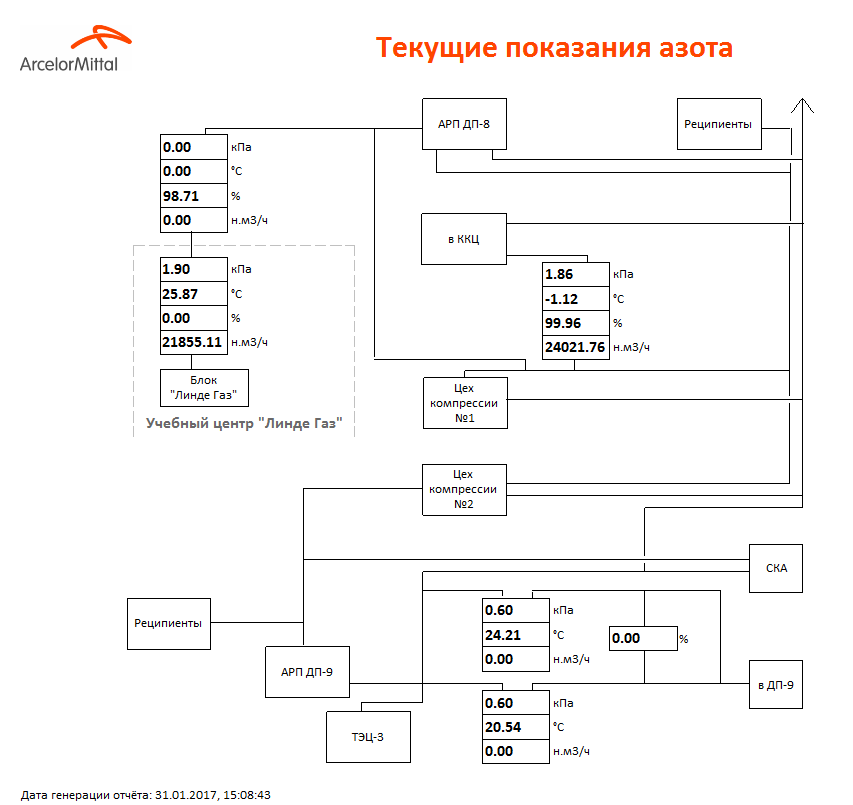 ArcelorMittal
Текущие показания азота
АРП ДП-8
Реципиенты
0.00 кПа
0.00 °С
98.71 %
0.00 н.м3/ч
в ККЦ
1.90 кПа
25.87 °С
0.00 %
21855.11 н.м3/ч
1.86 кПа
-1.12 °С
99.96 %
24021.76 н.м3/ч
Блок
"Линде Газ"
Учебный центр "Линде Газ"
Цех
компрессии
№1
Цех
компрессии
№2
СКА
Реципиенты
0.60 кПа
24.21 °С
0.00 н.м3/ч
0.00 %
АРП ДП-9
в ДП-9
0.60 кПа
20.54 °С
0.00 н.м3/ч
ТЭЦ-3
Дата генерации отчёта: 31.01.2017, 15:08:43